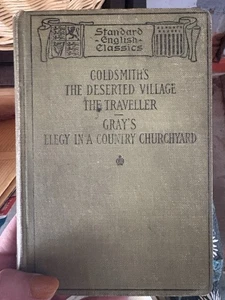 Standard
English
Classics
GOLDSMITH'S
THE DESERTED VILLAGE
THE TRAVELLER
GRAY'S
ELEGY IN A COUNTRY CHURCHYARD